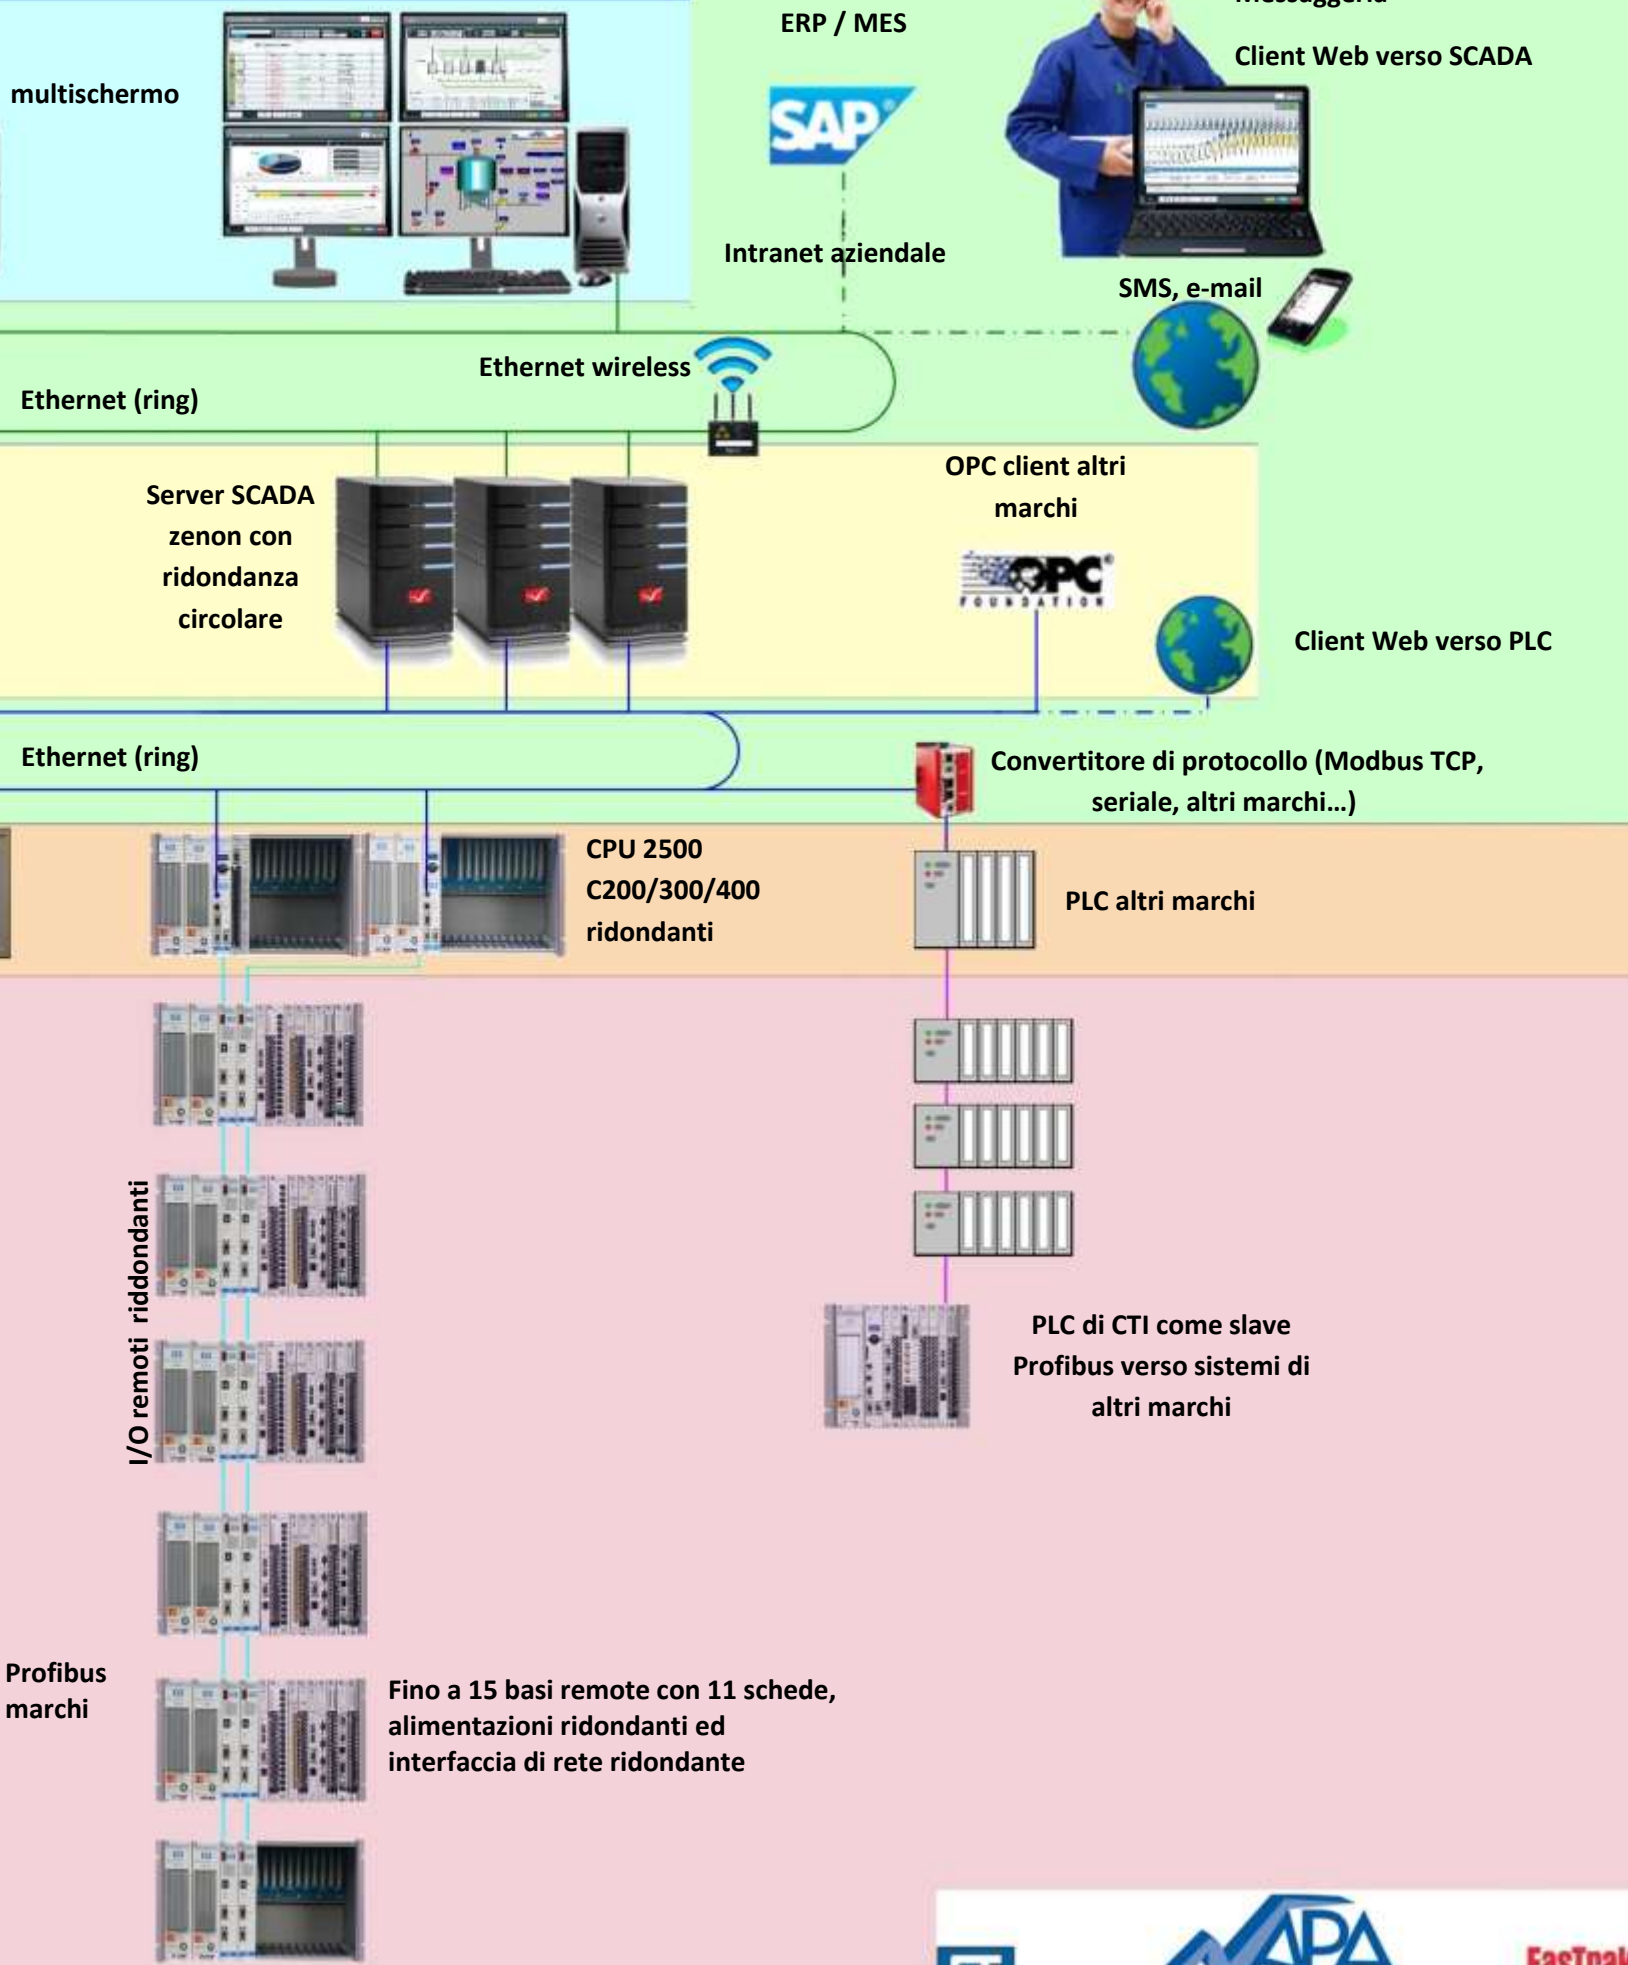 ERP / MES
Client Web verso SCADA
multischermo
SAP
Intranet aziendale
SMS, e-mail
Ethernet wireless
Ethernet (ring)
OPC client altri
marchi
Server SCADA
zenon con
ridondanza
circolare
OPC
FOUNDATION
Client Web verso PLC
Ethernet (ring)
Convertitore di protocollo (Modbus TCP,
seriale, altri marchi…)
CPU 2500
C200/300/400
ridondanti
PLC altri marchi
I/O remoti riddondanti
PLC di CTI come slave
Profibus verso sistemi di
altri marchi
Profibus
marchi
Fino a 15 basi remote con 11 schede,
alimentazioni ridondanti ed
interfaccia di rete ridondante
APA